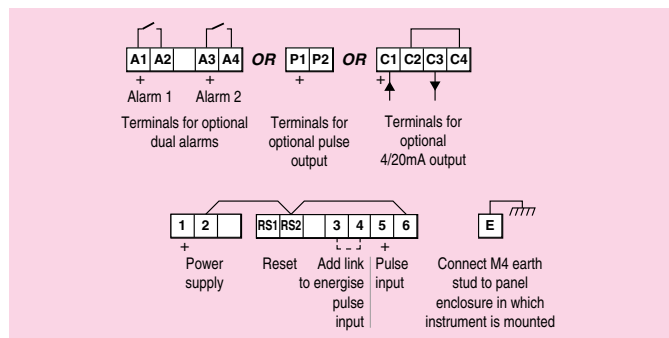 A1 A2 A3 A4 OR P1 P2 OR C1 C2 C3 C4
+ + + +
Alarm 1 Alarm 2
Terminals for optional
dual alarms
Terminals for
optional pulse
output
Terminals for
optional
4/20mA output
1 2 RS1 RS2 3 4 5 6 E
+ +
Power
supply
Reset
Add link
to energise
pulse
input
Pulse
input
Connect M4 earth
stud to panel
enclosure in which
instrument is mounted